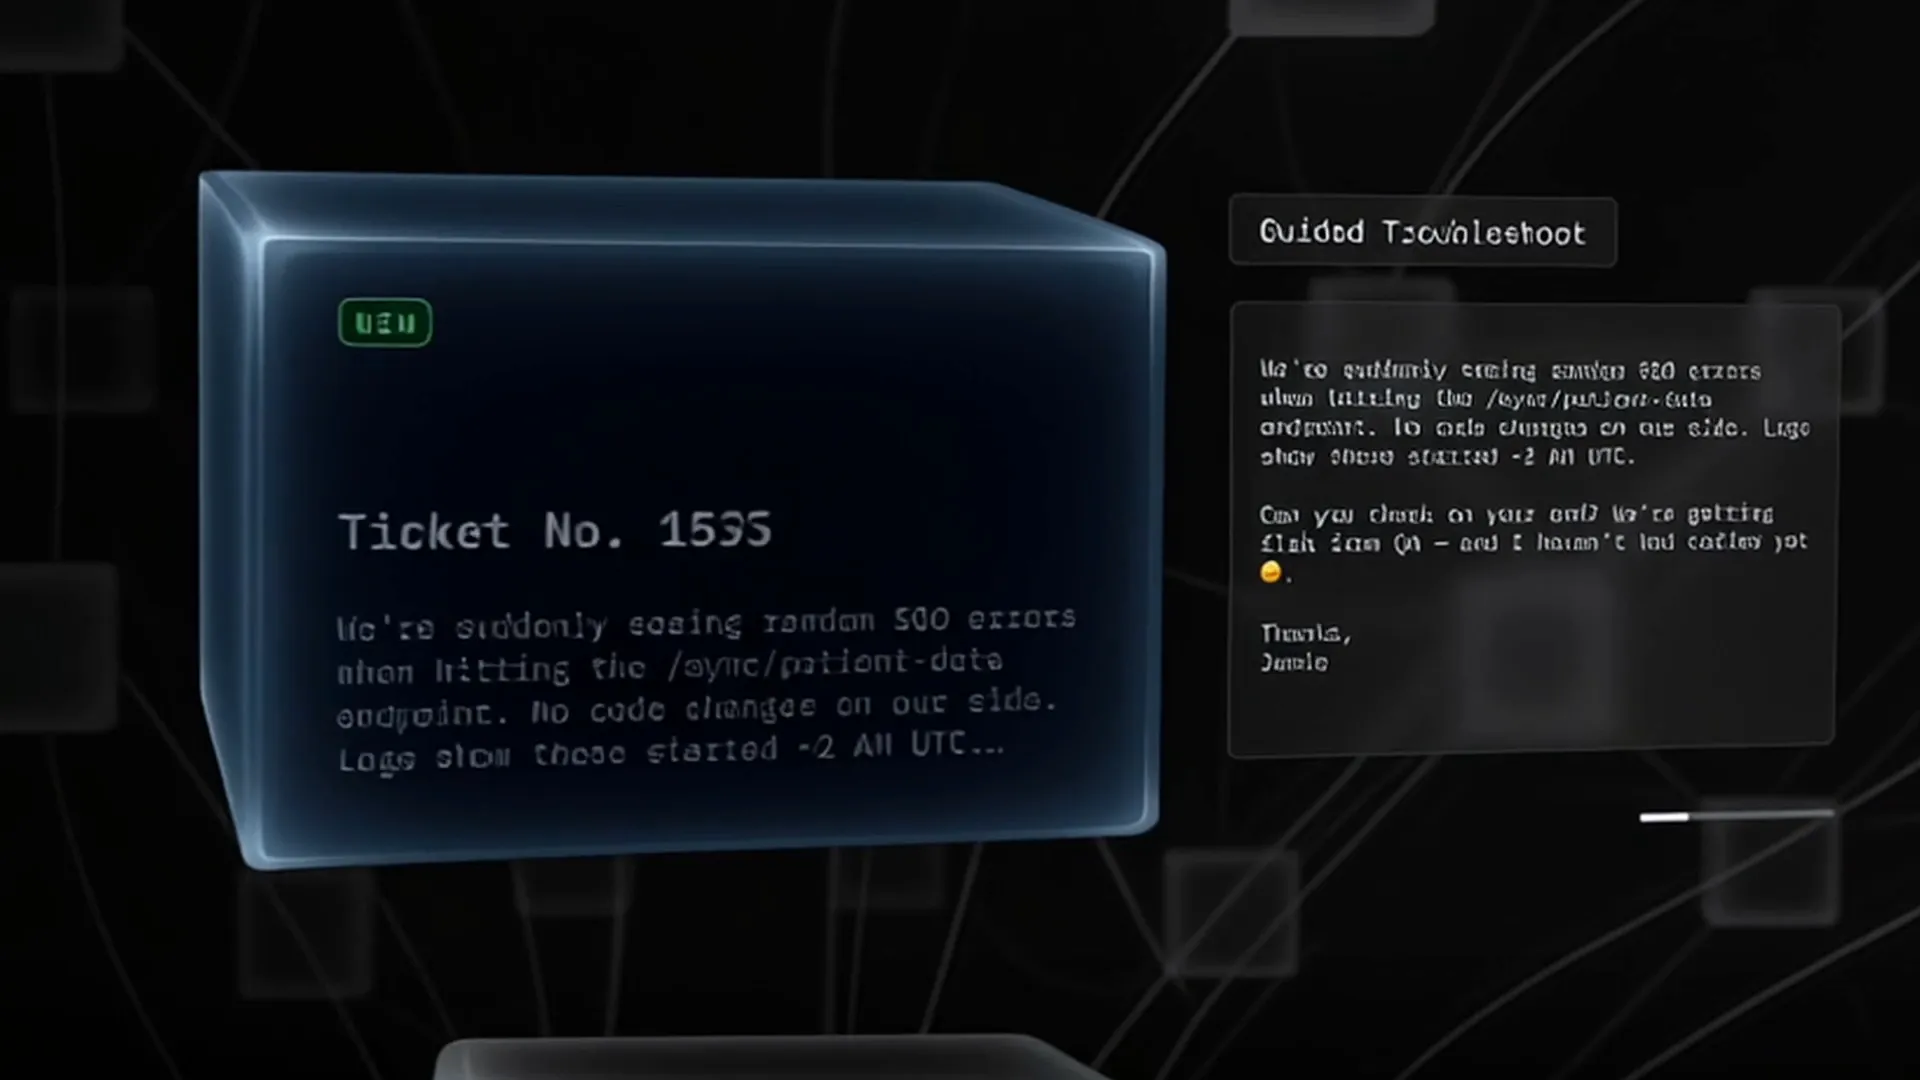 NEW
Ticket No. 1595
We're suddenly seeing random 500 errors
when hitting the /sync/patient-data
endpoint. No code changes on our side.
Logs show these started ~2 AM UTC...
Guided Troubleshoot
We're suddenly seeing random 500 errors
when hitting the /sync/patient-data
endpoint. No code changes on our side. Logs
show these started ~2 AM UTC.
Can you check on your end? We're getting
flak from QA — and I haven't had coffee yet
.
Thanks,
Jamie